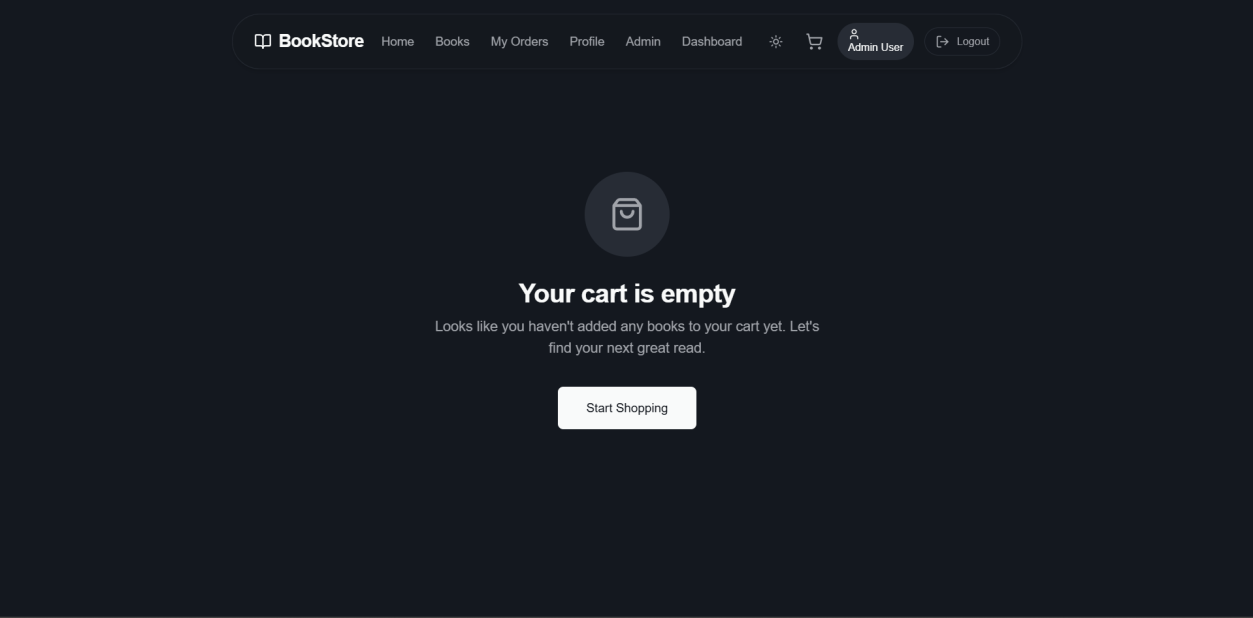 BookStore Home Books My Orders Profile Admin Dashboard Admin User Logout
Your cart is empty
Looks like you haven't added any books to your cart yet. Let's
find your next great read.
Start Shopping